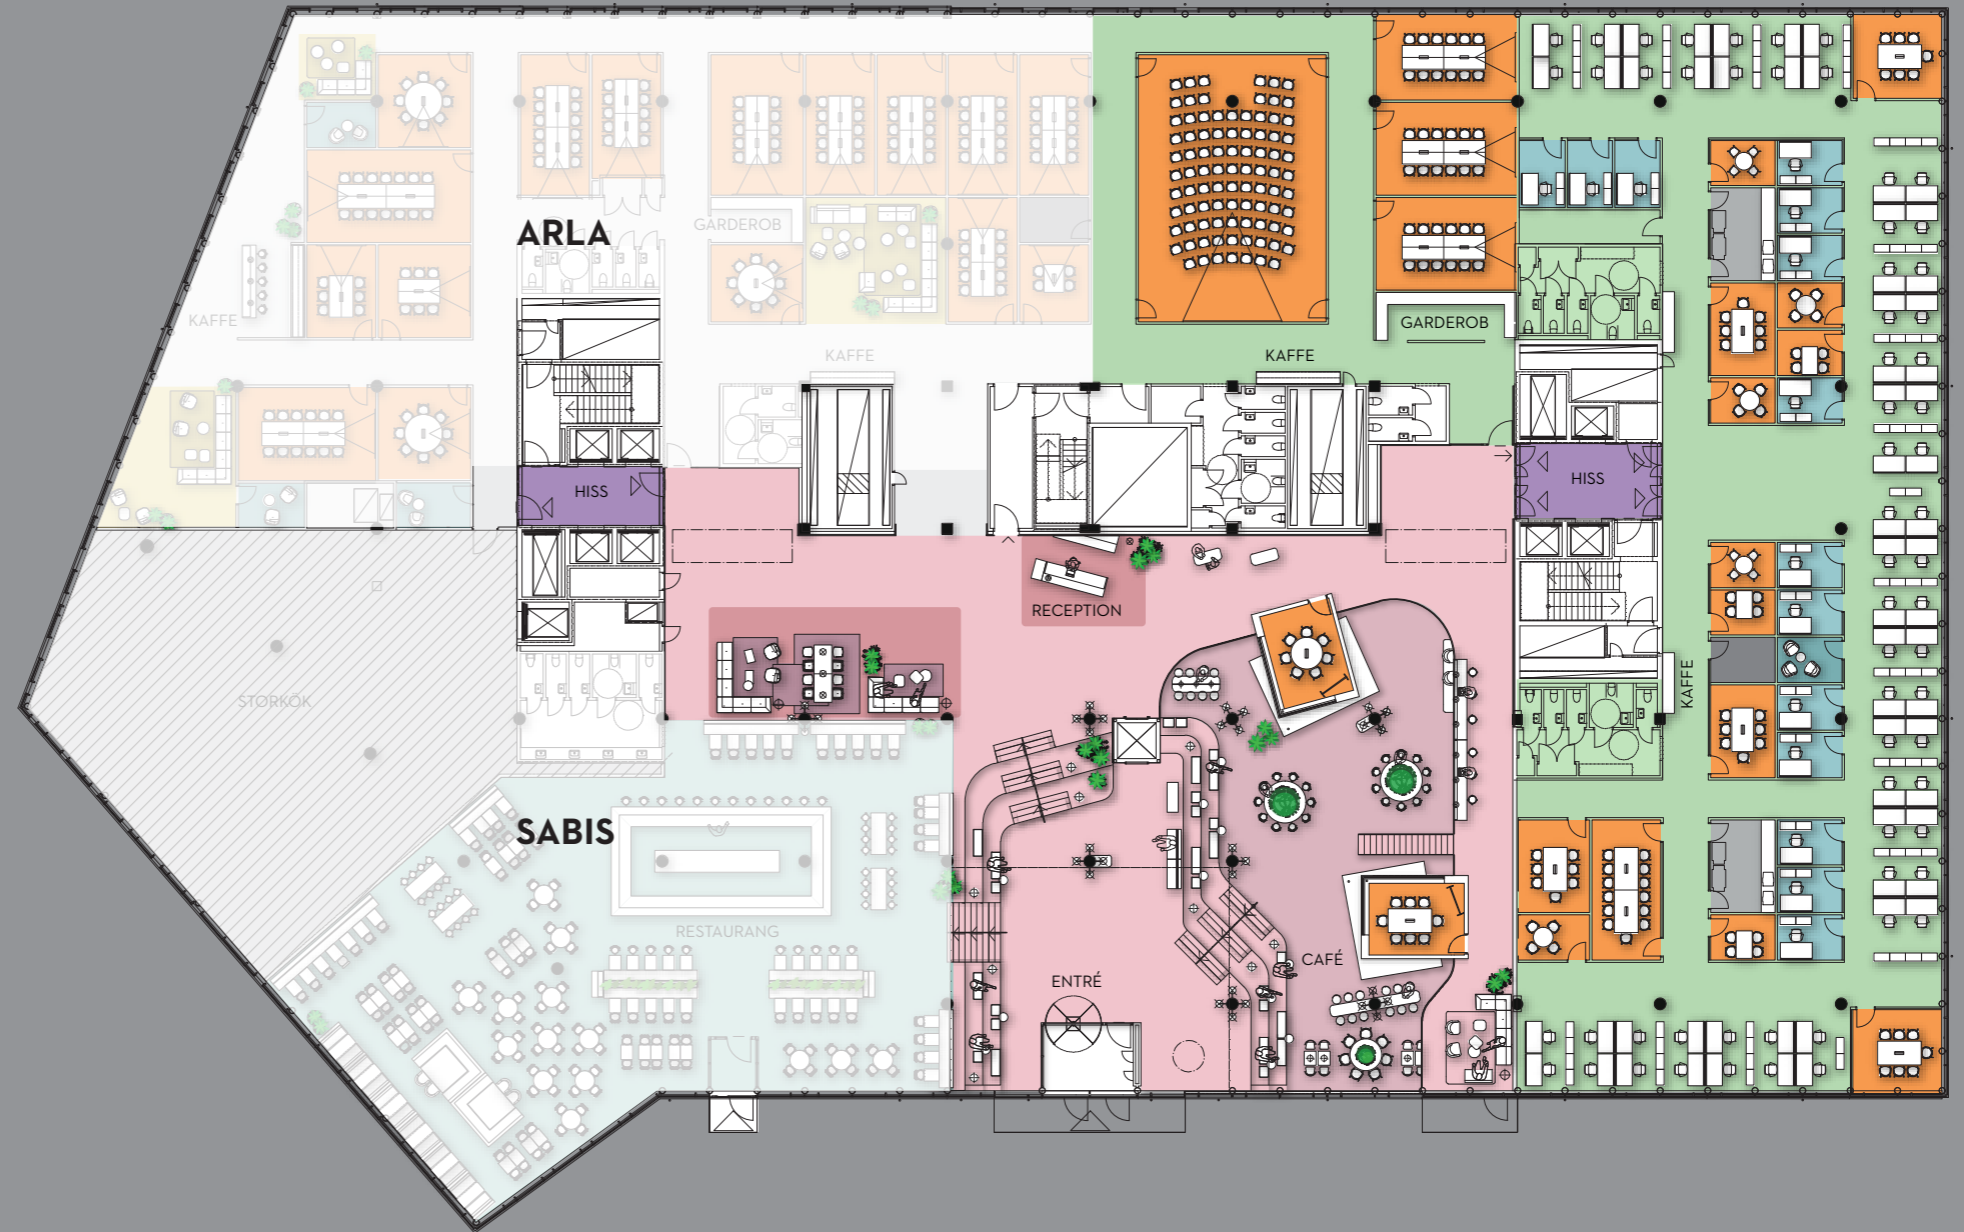 ARLA
GARDEROB
KAFFE
KAFFE
KAFFE
GARDEROB
HISS
HISS
RECEPTION
KAFFE
STORKÖK
SABIS
RESTAURANG
CAFÉ
ENTRÉ